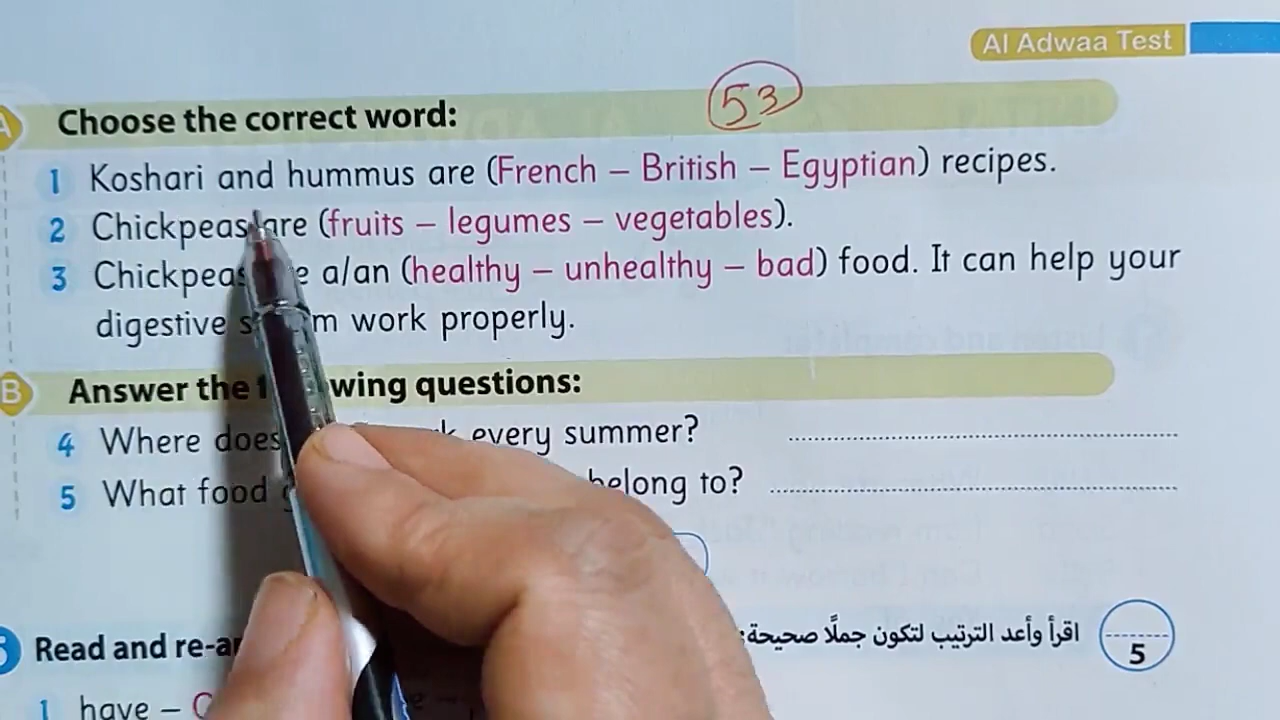 Al Adwaa Test
A Choose the correct word: 53
1 Koshari and hummus are (French – British – Egyptian) recipes.
2 Chickpeas are (fruits – legumes – vegetables).
3 Chickpeas a/an (healthy – unhealthy – bad) food. It can help your
digestive work properly.
B Answer the following questions:
4 Where does every summer?
5 What food belong to?
Read and اقرأ وأعد الترتيب لتكون جملًا صحيحة: 5
1 have –